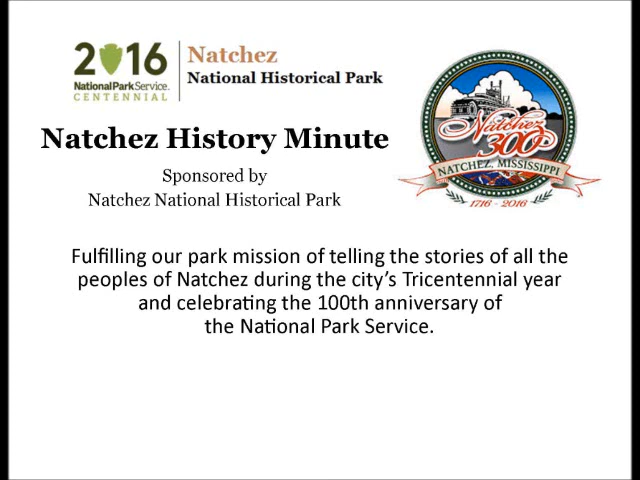 2016
National Park Service
CENTENNIAL
Natchez
National Historical Park
Natchez History Minute
Sponsored by
Natchez National Historical Park
Natchez
300
NATCHEZ, MISSISSIPPI
1716 - 2016
Fulfilling our park mission of telling the stories of all the
peoples of Natchez during the city's Tricentennial year
and celebrating the 100th anniversary of
the National Park Service.